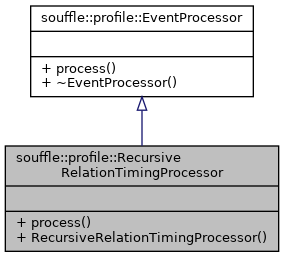 souffle::profile::EventProcessor
+ process()
+ ~EventProcessor()
souffle::profile::Recursive
RelationTimingProcessor
+ process()
+ RecursiveRelationTimingProcessor()